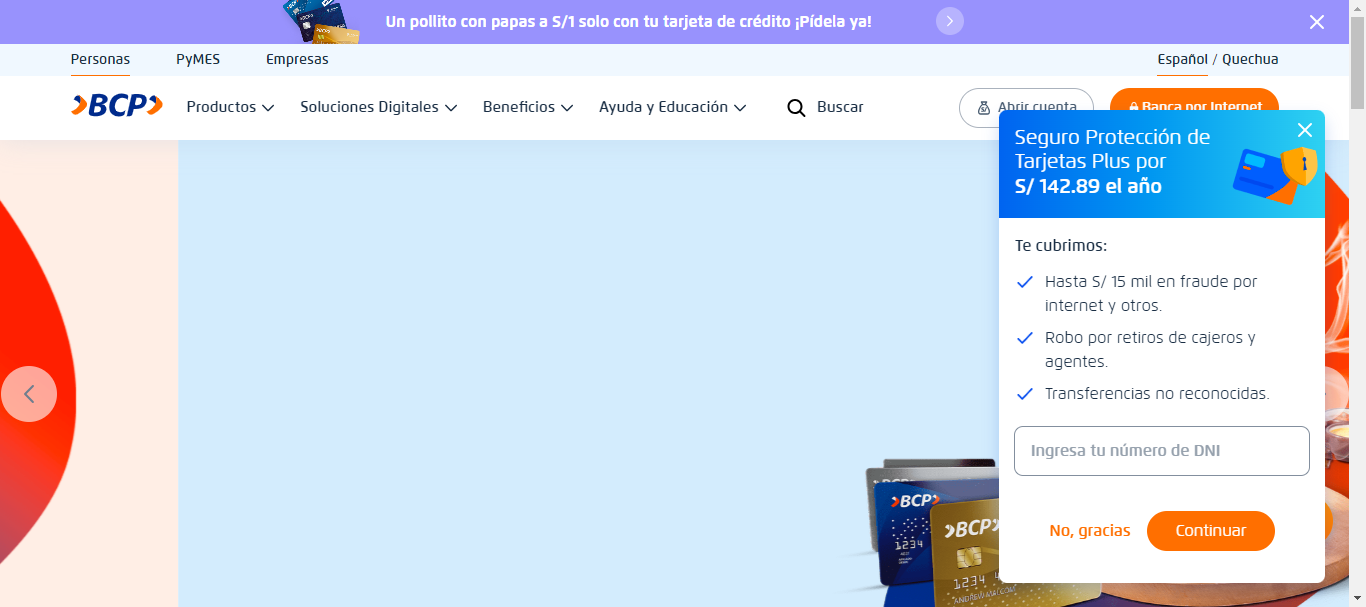 Un pollito con papas a S/1 solo con tu tarjeta de crédito ¡Pídela ya!
Personas PyMES Empresas Español / Quechua
BCP Productos Soluciones Digitales Beneficios Ayuda y Educación Buscar Abrir cuenta Banca por Internet
Seguro Protección de
Tarjetas Plus por
S/ 142.89 el año
Te cubrimos:
Hasta S/ 15 mil en fraude por
internet y otros.
Robo por retiros de cajeros y
agentes.
Transferencias no reconocidas.
Ingresa tu número de DNI
No, gracias Continuar
BCP
1234
BCP
1234